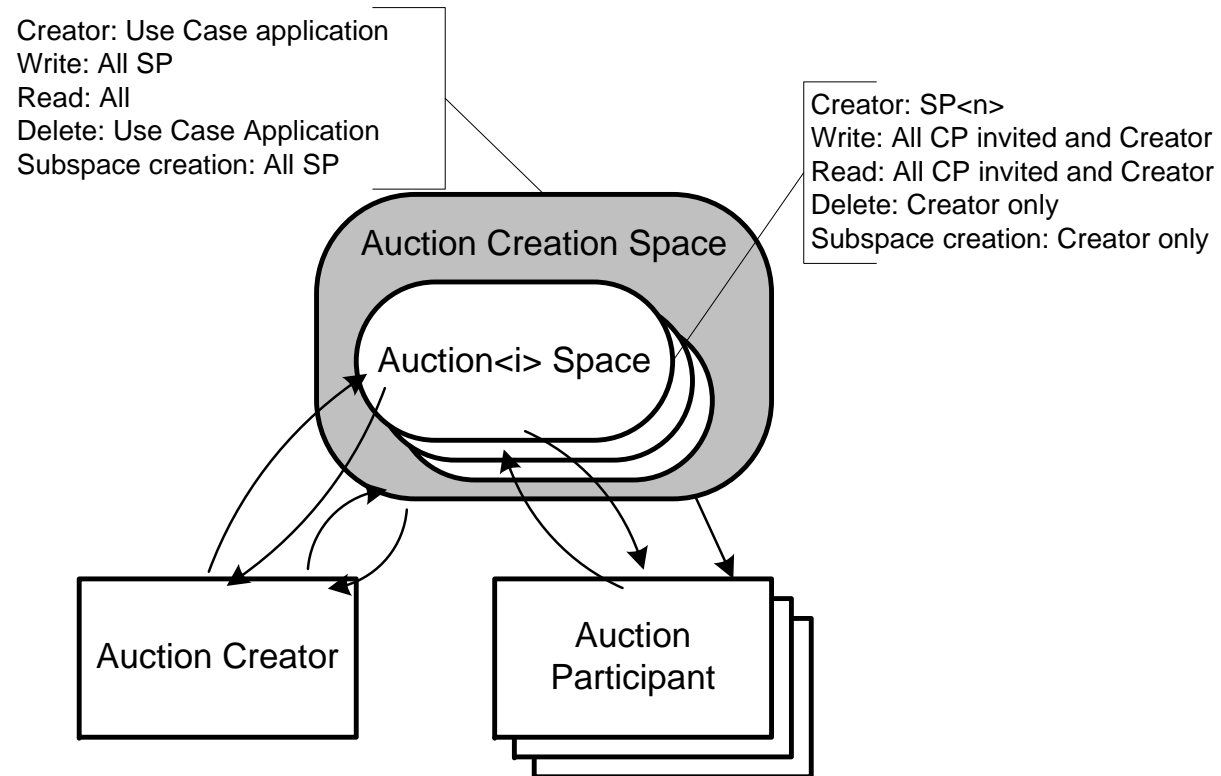 Creator: Use Case application
Write: All SP
Read: All
Delete: Use Case Application
Subspace creation: All SP
Creator: SP<n>
Write: All CP invited and Creator
Read: All CP invited and Creator
Delete: Creator only
Subspace creation: Creator only
Auction Creation Space
Auction<i> Space
Auction Creator
Auction
Participant